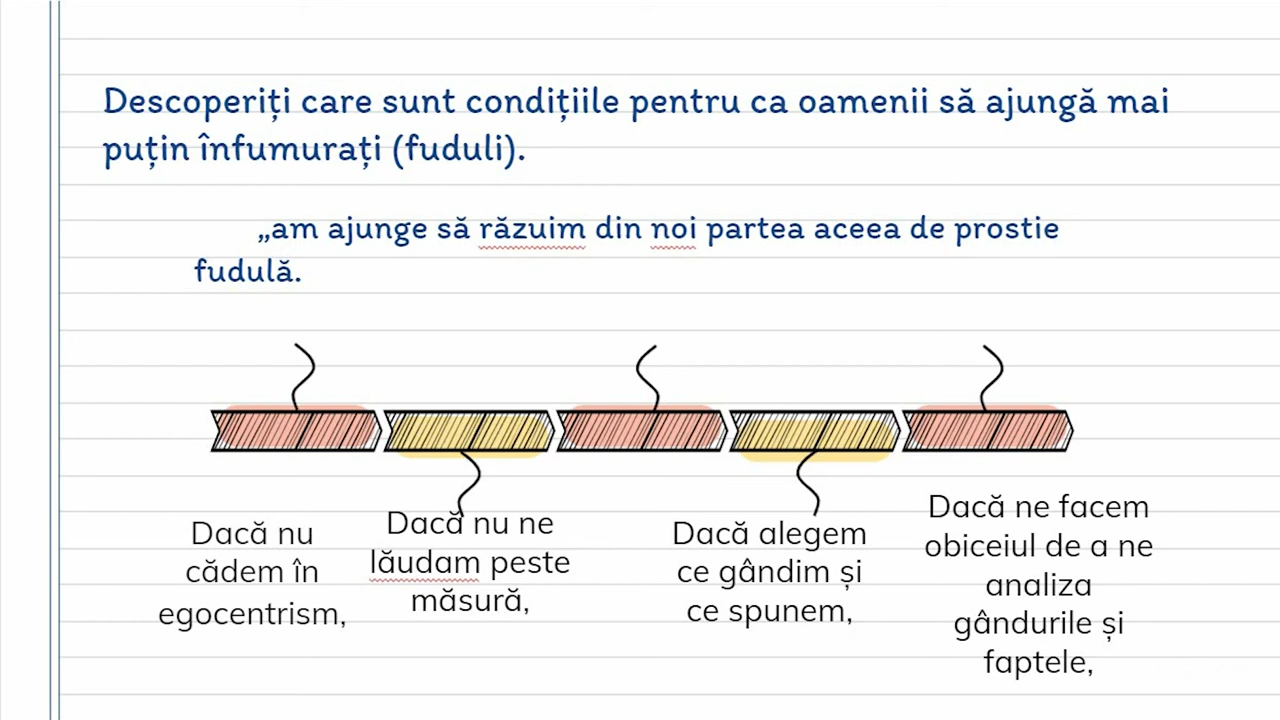 Descoperiți care sunt condițiile pentru ca oamenii să ajungă mai
puțin înfumurați (fuduli).
„am ajunge să răzuim din noi partea aceea de prostie
fudulă.
Dacă nu
cădem în
egocentrism,
Dacă nu ne
lăudam peste
măsură,
Dacă alegem
ce gândim și
ce spunem,
Dacă ne facem
obiceiul de a ne
analiza
gândurile și
faptele,